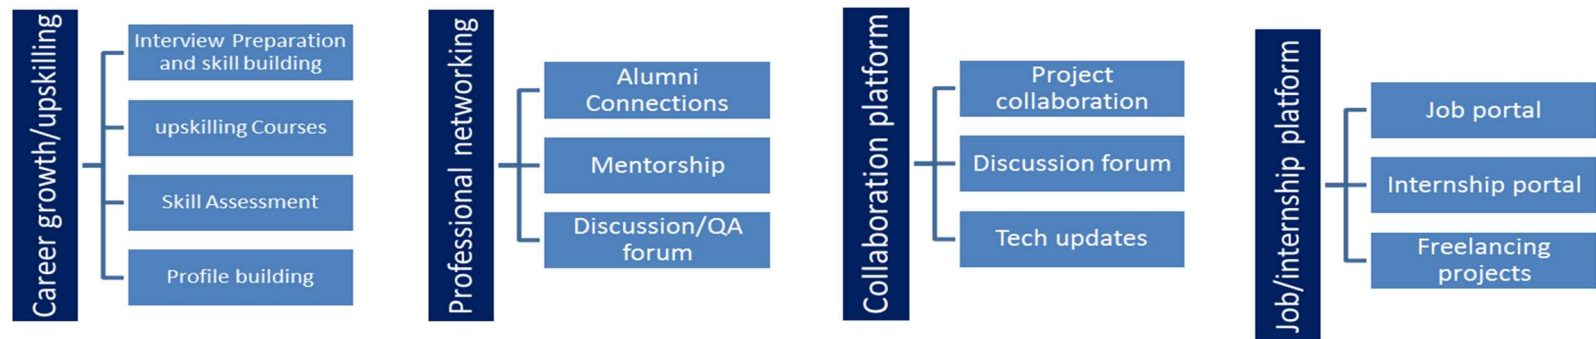 Career growth/upskilling
Interview Preparation
and skill building
upskilling Courses
Skill Assessment
Profile building
Professional networking
Alumni
Connections
Mentorship
Discussion/QA
forum
Collaboration platform
Project
collaboration
Discussion forum
Tech updates
Job/internship platform
Job portal
Internship portal
Freelancing
projects